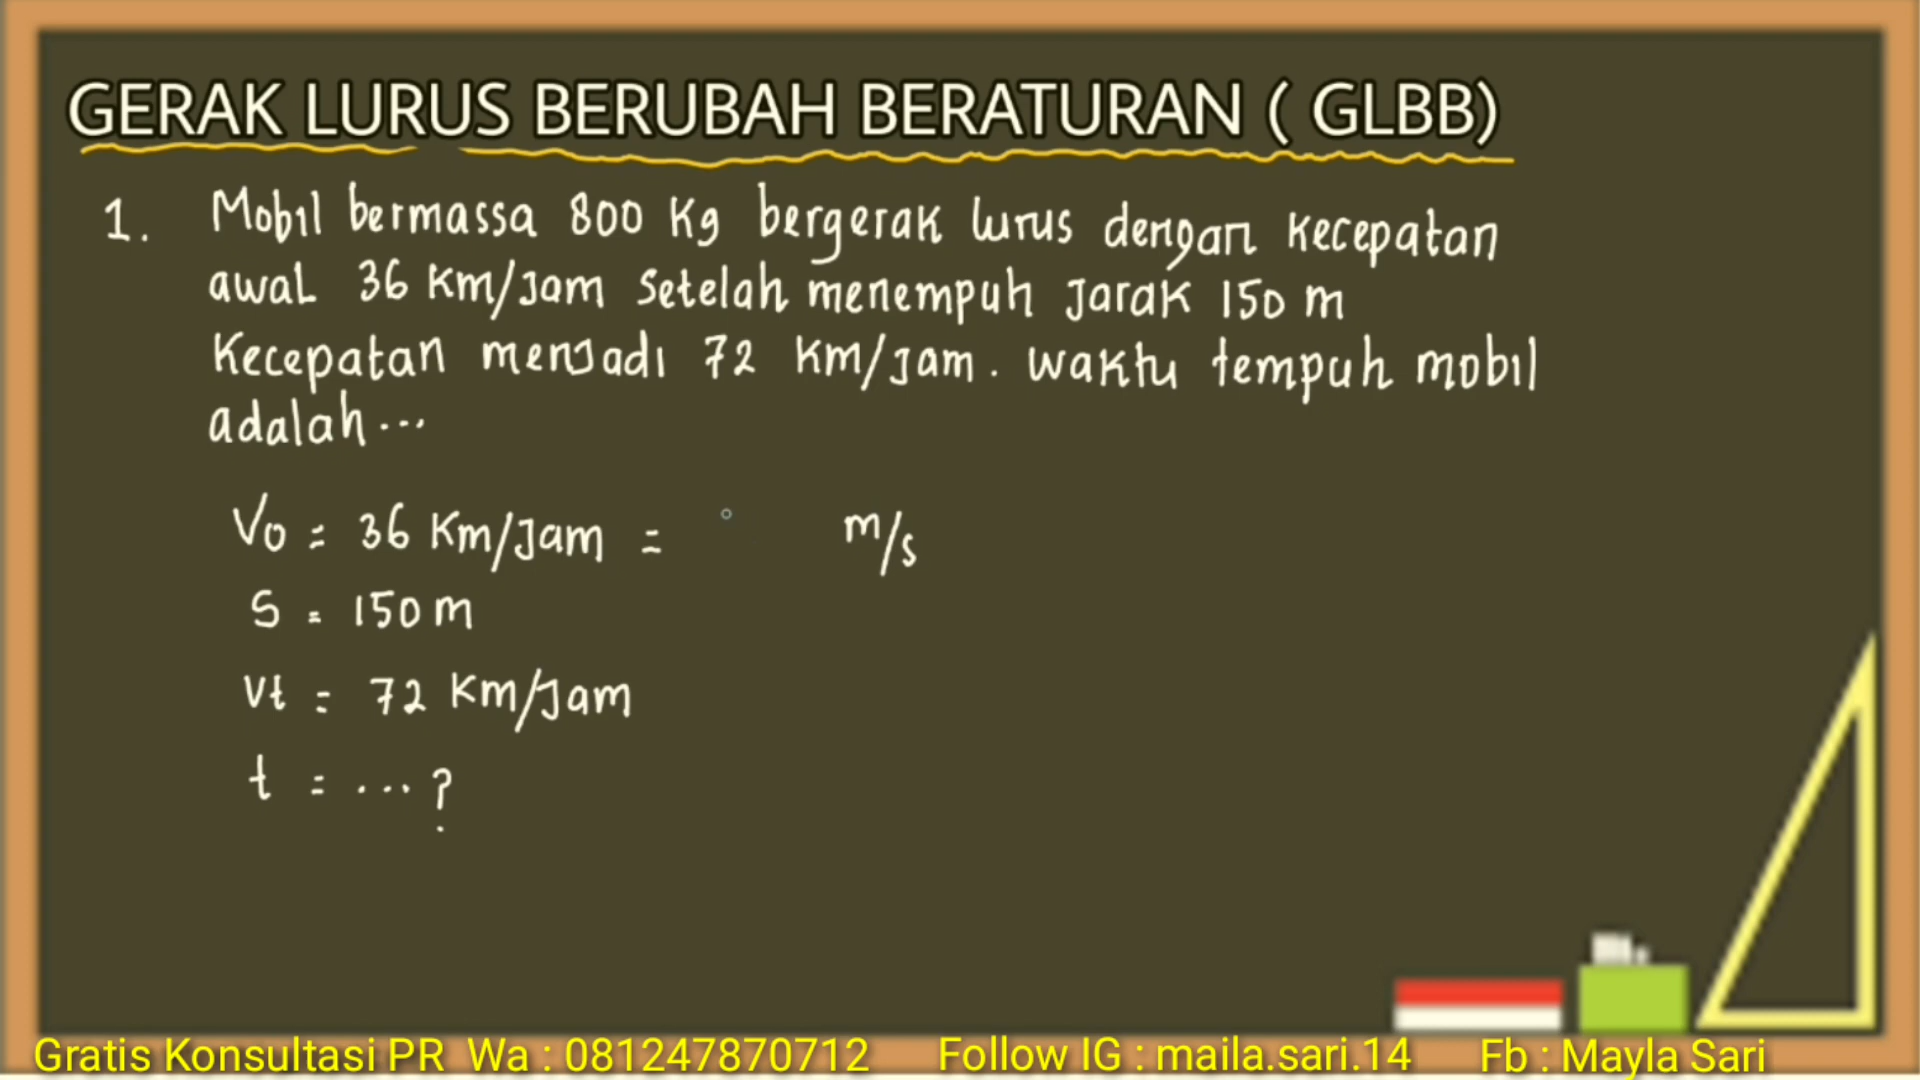 GERAK LURUS BERUBAH BERATURAN ( GLBB)
1. Mobil bermassa 800 Kg bergerak lurus dengan kecepatan
awal 36 Km/Jam setelah menempuh Jarak 150 m
Kecepatan menjadi 72 Km/Jam. waktu tempuh mobil
adalah...
Vo = 36 Km/Jam = m/s
S = 150 m
Vt = 72 Km/Jam
t = ... ?
Gratis Konsultasi PR Wa : 081247870712 Follow IG : maila.sari.14 Fb : Mayla Sari